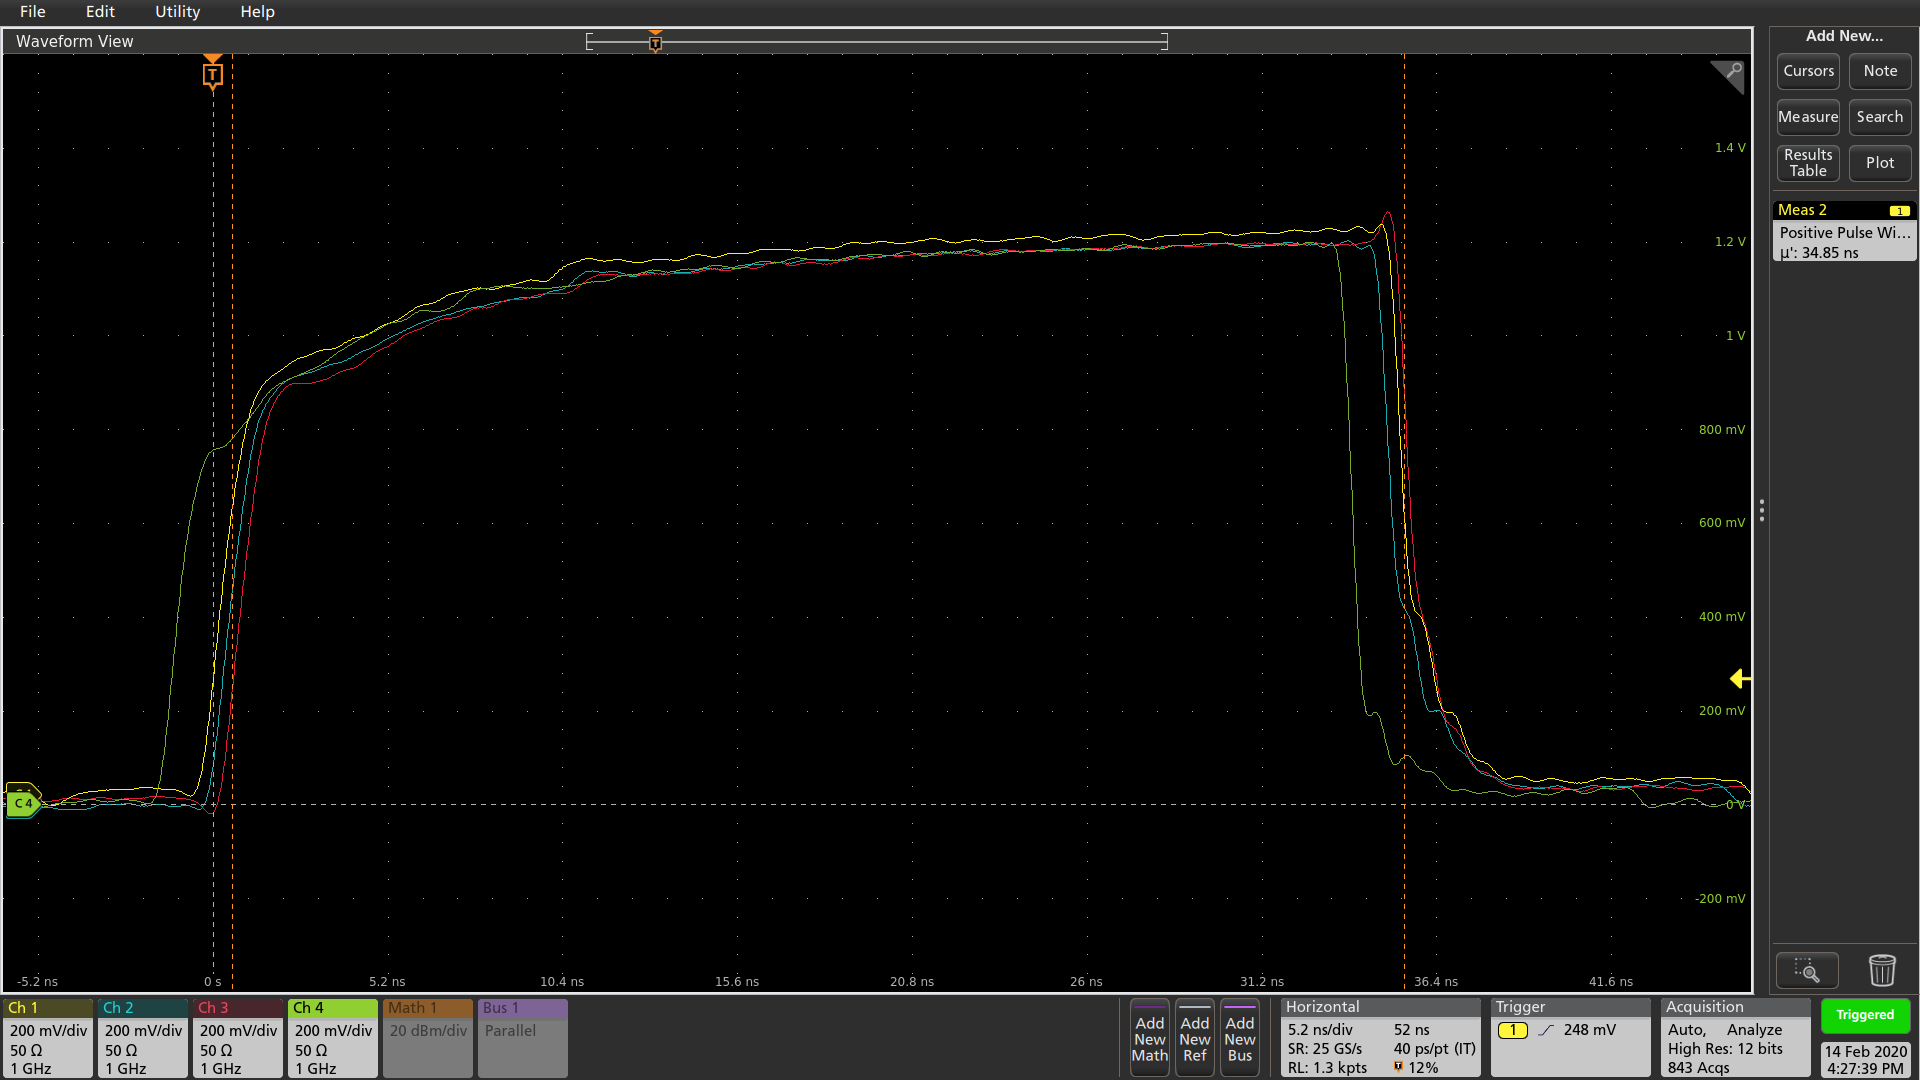 File Edit Utility Help
Waveform View
T
T
Add New...
Cursors Note
Measure Search
Results Table Plot
Meas 2 1
Positive Pulse Wi...
µ': 34.85 ns
1.4 V
1.2 V
1 V
800 mV
600 mV
400 mV
200 mV
0 V
-200 mV
C 4
-5.2 ns 0 s 5.2 ns 10.4 ns 15.6 ns 20.8 ns 26 ns 31.2 ns 36.4 ns 41.6 ns
Ch 1
200 mV/div
50 Ω
1 GHz
Ch 2
200 mV/div
50 Ω
1 GHz
Ch 3
200 mV/div
50 Ω
1 GHz
Ch 4
200 mV/div
50 Ω
1 GHz
Math 1
20 dBm/div
Bus 1
Parallel
Add New Math
Add New Ref
Add New Bus
Horizontal
5.2 ns/div 52 ns
SR: 25 GS/s 40 ps/pt (IT)
RL: 1.3 kpts T 12%
Trigger
1 248 mV
Acquisition
Auto, Analyze
High Res: 12 bits
843 Acqs
Triggered
14 Feb 2020
4:27:39 PM